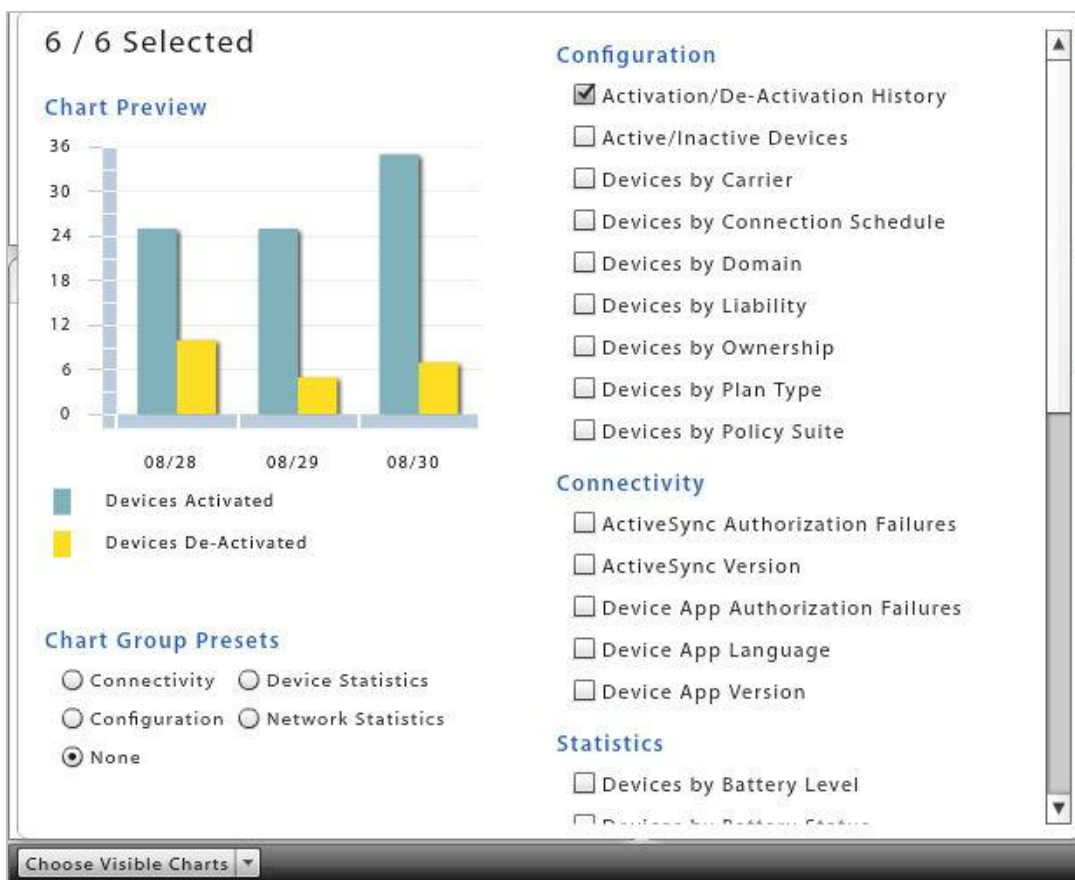 6 / 6 Selected
Chart Preview
36
30
24
18
12
6
0
08/28 08/29 08/30
Devices Activated
Devices De-Activated
Chart Group Presets
Connectivity Device Statistics
Configuration Network Statistics
None
Configuration
Activation/De-Activation History
Active/Inactive Devices
Devices by Carrier
Devices by Connection Schedule
Devices by Domain
Devices by Liability
Devices by Ownership
Devices by Plan Type
Devices by Policy Suite
Connectivity
ActiveSync Authorization Failures
ActiveSync Version
Device App Authorization Failures
Device App Language
Device App Version
Statistics
Devices by Battery Level
Devices by Battery Status
Choose Visible Charts